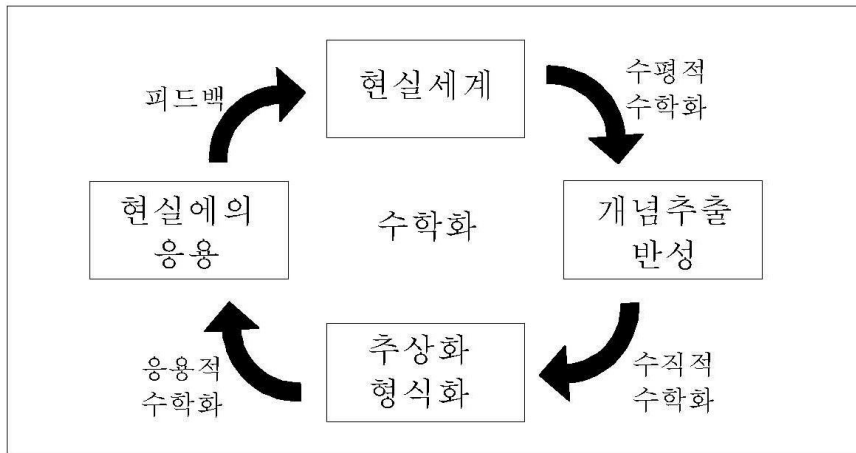 현실세계
피드백
수평적
수학화
현실에의
응용
수학화
개념추출
반성
추상화
형식화
응용적
수학화
수직적
수학화